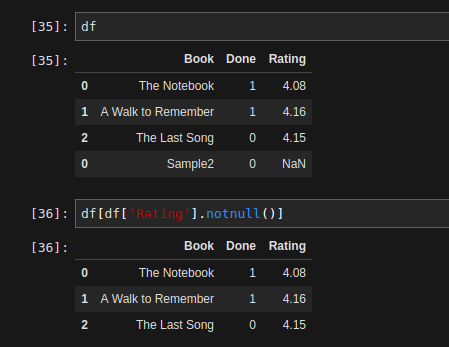 [35]: df
[35]:
Book Done Rating
0 The Notebook 1 4.08
1 A Walk to Remember 1 4.16
2 The Last Song 0 4.15
0 Sample2 0 NaN
[36]: df[df['Rating'].notnull()]
[36]:
Book Done Rating
0 The Notebook 1 4.08
1 A Walk to Remember 1 4.16
2 The Last Song 0 4.15